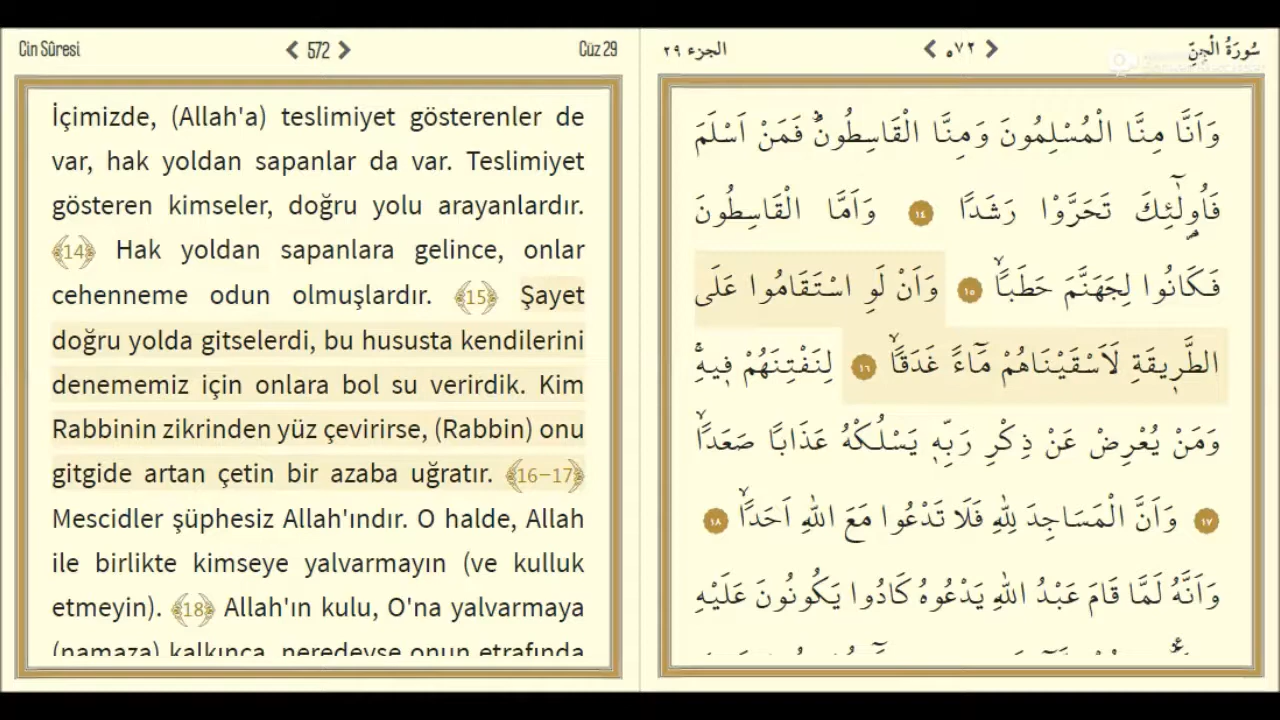 Cin Sûresi
572
Cüz 29
İçimizde, (Allah'a) teslimiyet gösterenler de
var, hak yoldan sapanlar da var. Teslimiyet
gösteren kimseler, doğru yolu arayanlardır.
﴾14﴿ Hak yoldan sapanlara gelince, onlar
cehenneme odun olmuşlardır. ﴾15﴿ Şayet
doğru yolda gitselerdi, bu hususta kendilerini
denememiz için onlara bol su verirdik. Kim
Rabbinin zikrinden yüz çevirirse, (Rabbin) onu
gitgide artan çetin bir azaba uğratır. ﴾16-17﴿
Mescidler şüphesiz Allah'ındır. O halde, Allah
ile birlikte kimseye yalvarmayın (ve kulluk
etmeyin). ﴾18﴿ Allah'ın kulu, O'na yalvarmaya
(namaza) kalkınca, neredeyse onun etrafında
سُورَةُ الْجِنِّ
٥٧٢
الجزء ٢٩
وَاَنَّا مِنَّا الْمُسْلِمُونَ وَمِنَّا الْقَاسِطُونَۜ فَمَنْ اَسْلَمَ
فَاُو۬لٰٓئِكَ تَحَرَّوْا رَشَدًا ١٤ وَاَمَّا الْقَاسِطُونَ
فَكَانُوا لِجَهَنَّمَ حَطَبًاۙ ١٥ وَاَنْ لَوِ اسْتَقَامُوا عَلَى
الطَّر۪يقَةِ لَاَسْقَيْنَاهُمْ مَٓاءً غَدَقًاۙ ١٦ لِنَفْتِنَهُمْ ف۪يهِۜ
وَمَنْ يُعْرِضْ عَنْ ذِكْرِ رَبِّه۪ يَسْلُكْهُ عَذَابًا صَعَدًاۙ
١٧ وَاَنَّ الْمَسَاجِدَ لِلّٰهِ فَلَا تَدْعُوا مَعَ اللّٰهِ اَحَدًاۙ ١٨
وَاَنَّهُ لَمَّا قَامَ عَبْدُ اللّٰهِ يَدْعُوهُ كَادُوا يَكُونُونَ عَلَيْهِ